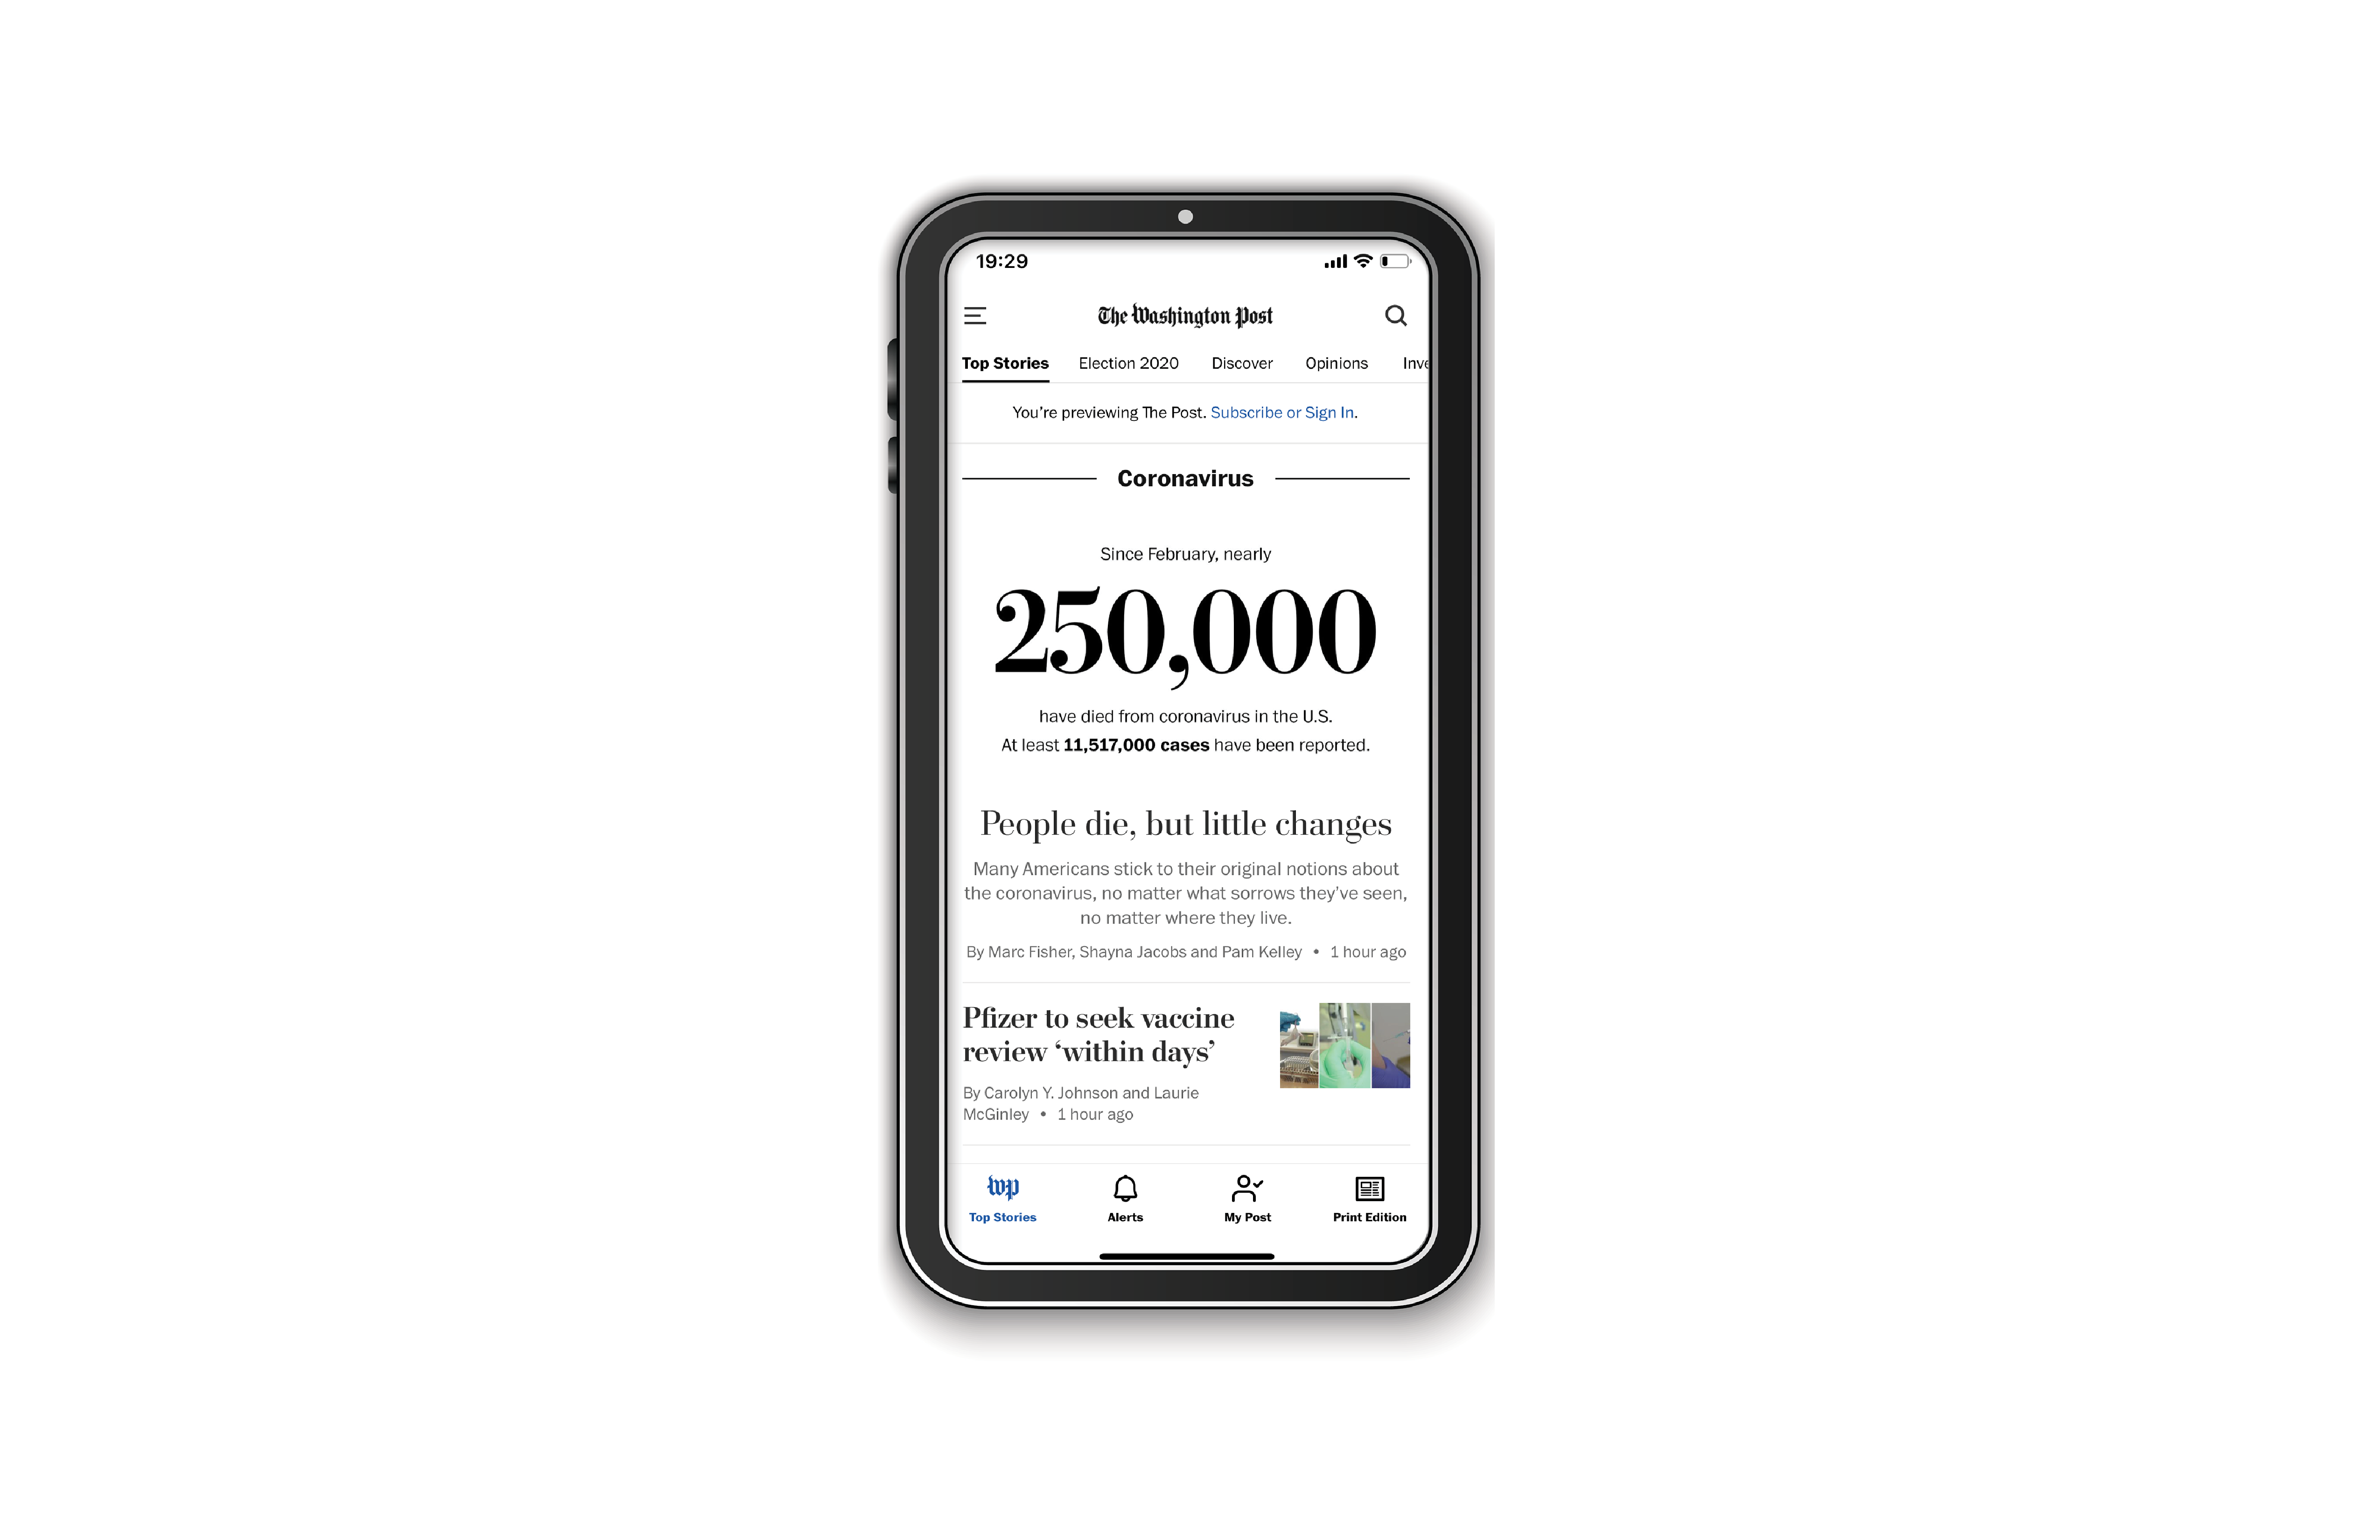 19:29
The Washington Post
Top Stories Election 2020 Discover Opinions Inve
You're previewing The Post. Subscribe or Sign In.
Coronavirus
Since February, nearly
250,000
have died from coronavirus in the U.S.
At least 11,517,000 cases have been reported.
People die, but little changes
Many Americans stick to their original notions about
the coronavirus, no matter what sorrows they've seen,
no matter where they live.
By Marc Fisher, Shayna Jacobs and Pam Kelley • 1 hour ago
Pfizer to seek vaccine
review ‘within days’
By Carolyn Y. Johnson and Laurie
McGinley • 1 hour ago
wp
Top Stories Alerts My Post Print Edition